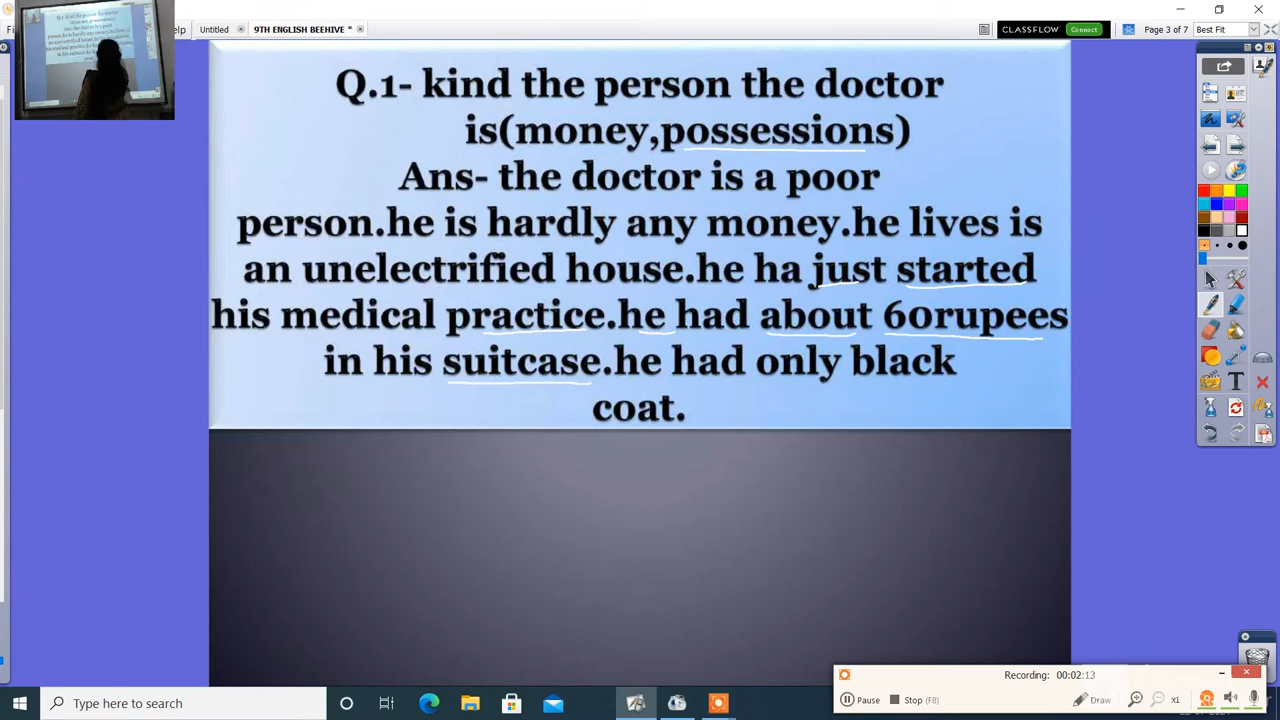 Untitled
9TH ENGLISH BEEHIVE *
CLASSFLOW
Connect
Page 3 of 7
Best Fit
Q.1- kind the person the doctor
is(money,possessions)
Ans- the doctor is a poor
person.he is hardly any money.he lives is
an unelectrified house.he ha just started
his medical practice.he had about 60rupees
in his suitcase.he had only black
coat.
Recording: 00:02:13
Pause
Stop (F8)
Draw
x1
Type here to search